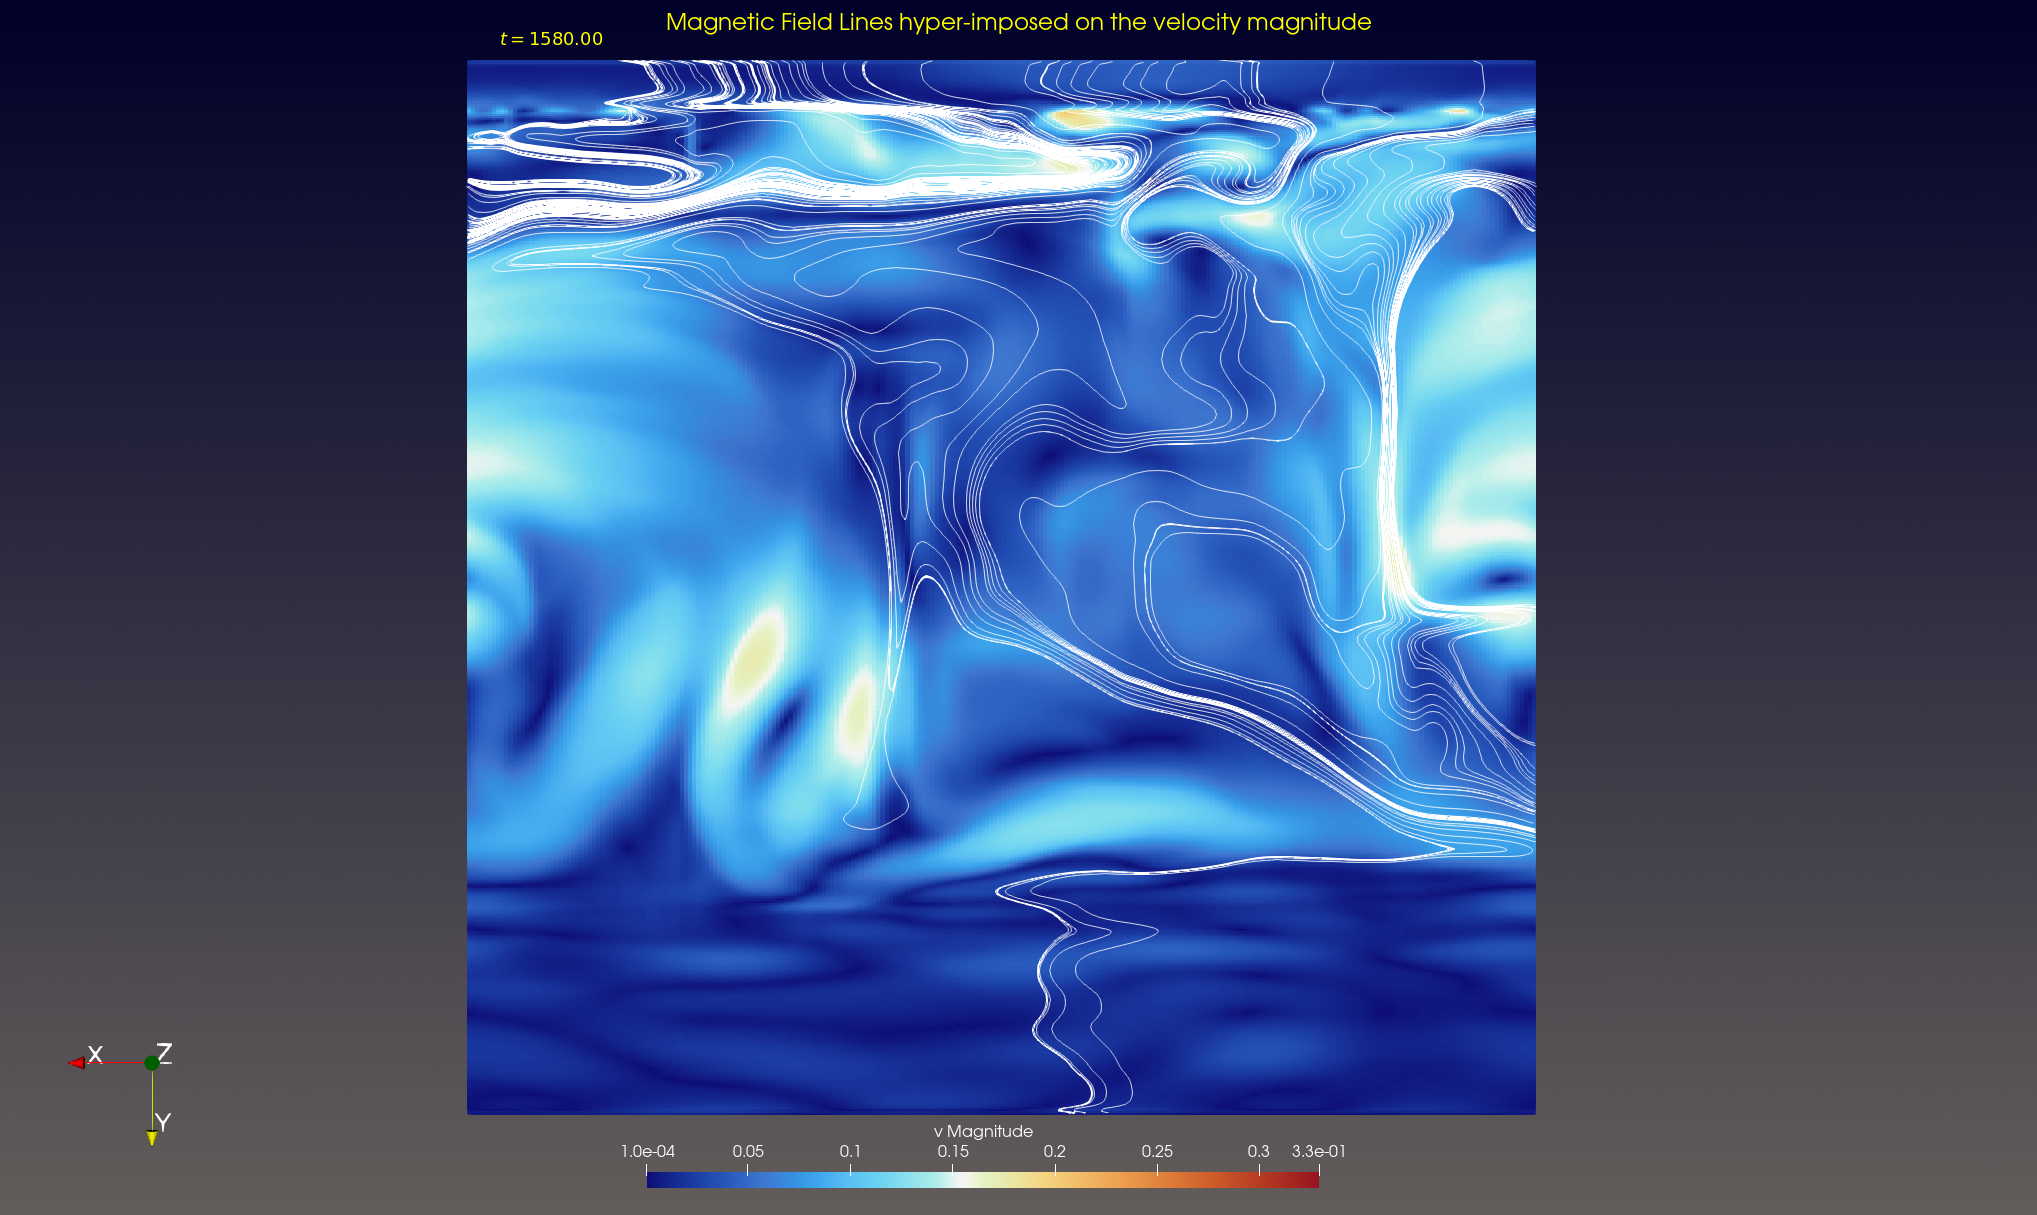 Magnetic Field Lines hyper-imposed on the velocity magnitude
t = 1580.00
X
Z
Y
v Magnitude
1.0e-04 0.05 0.1 0.15 0.2 0.25 0.3 3.3e-01